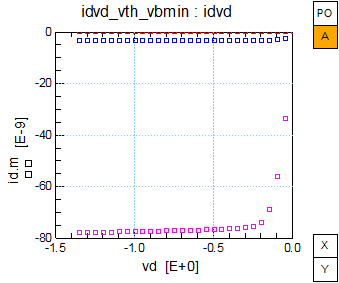 idvd_vth_vbmin : idvd
PO
A
id.m [E-9]
0
-20
-40
-60
-80
-1.5
-1.0
-0.5
0.0
vd [E+0]
X
Y